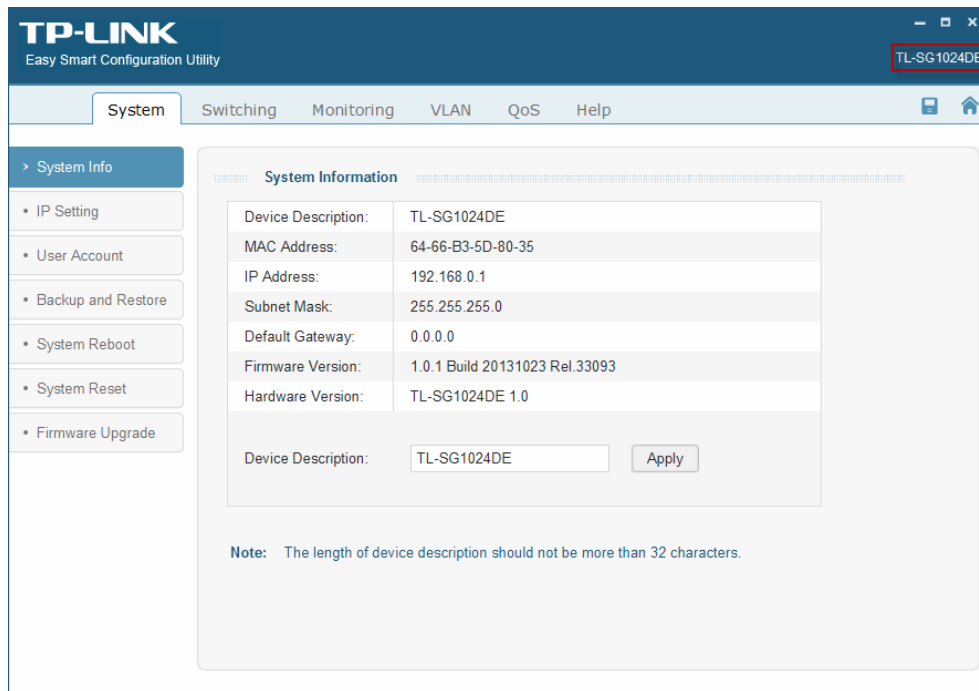 TP-LINK
Easy Smart Configuration Utility
TL-SG1024DE
System Switching Monitoring VLAN QoS Help
> System Info
• IP Setting
• User Account
• Backup and Restore
• System Reboot
• System Reset
• Firmware Upgrade
System Information
Device Description: TL-SG1024DE
MAC Address: 64-66-B3-5D-80-35
IP Address: 192.168.0.1
Subnet Mask: 255.255.255.0
Default Gateway: 0.0.0.0
Firmware Version: 1.0.1 Build 20131023 Rel.33093
Hardware Version: TL-SG1024DE 1.0
Device Description: TL-SG1024DE Apply
Note: The length of device description should not be more than 32 characters.